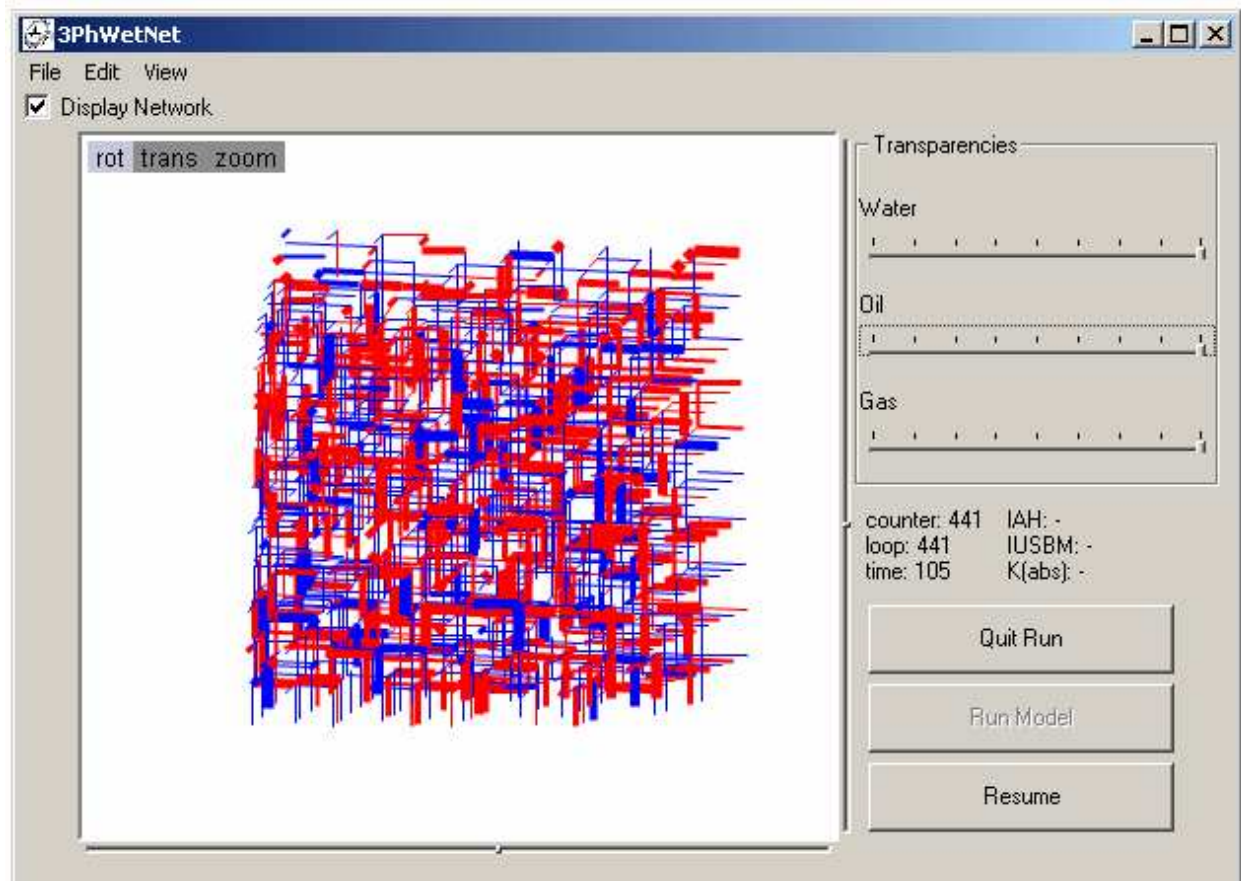 3PhWetNet
File Edit View
Display Network
rot trans zoom
Transparencies
Water
Oil
Gas
counter: 441 IAH: -
loop: 441 IUSBM: -
time: 105 K(abs): -
Quit Run
Run Model
Resume